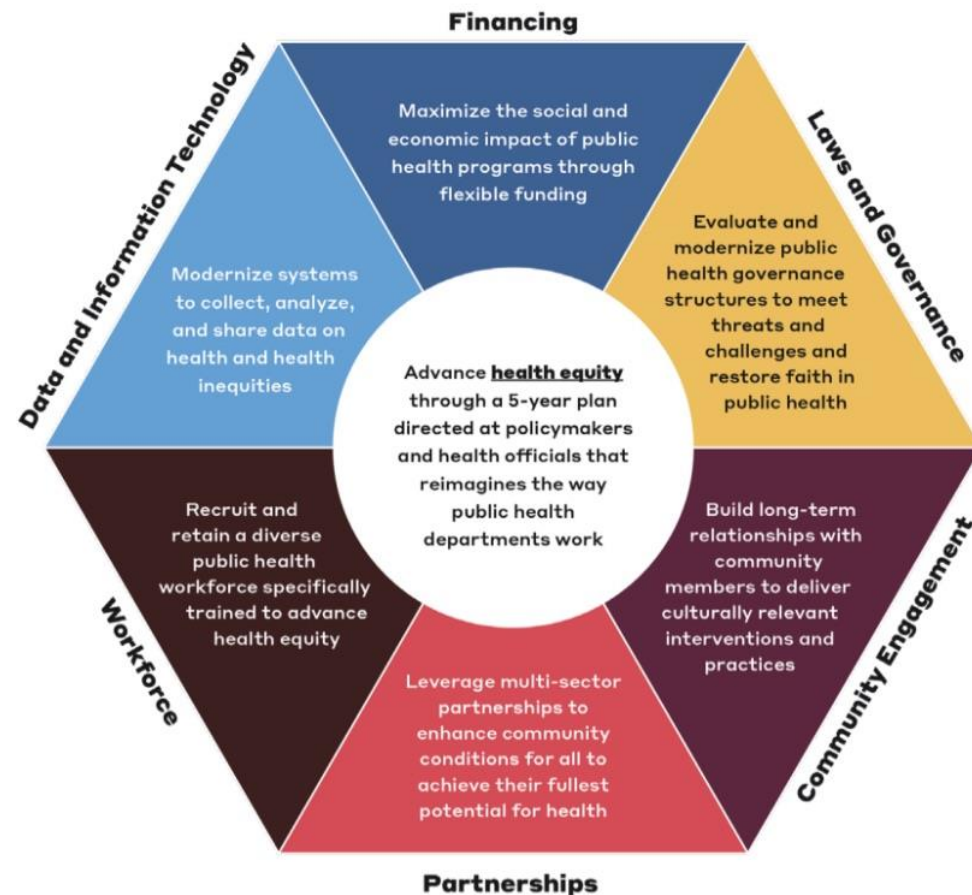 Financing
Maximize the social and
economic impact of public
health programs through
flexible funding
Laws and Governance
Evaluate and
modernize public
health governance
structures to meet
threats and
challenges and
restore faith in
public health
Community Engagement
Build long-term
relationships with
community
members to deliver
culturally relevant
interventions and
practices
Partnerships
Leverage multi-sector
partnerships to
enhance community
conditions for all to
achieve their fullest
potential for health
Workforce
Recruit and
retain a diverse
public health
workforce specifically
trained to advance
health equity
Data and Information Technology
Modernize systems
to collect, analyze,
and share data on
health and health
inequities
Advance health equity
through a 5-year plan
directed at policymakers
and health officials that
reimagines the way
public health
departments work